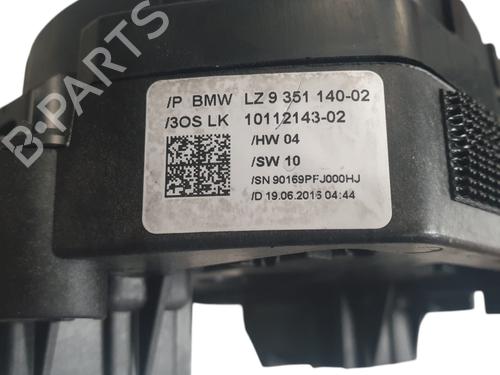 B-PARTS
/P BMW LZ 9 351 140-02
/3OS LK 10112143-02
/HW 04
/SW 10
/SN 90169PFJ000HJ
/D 19.06.2016 04:44